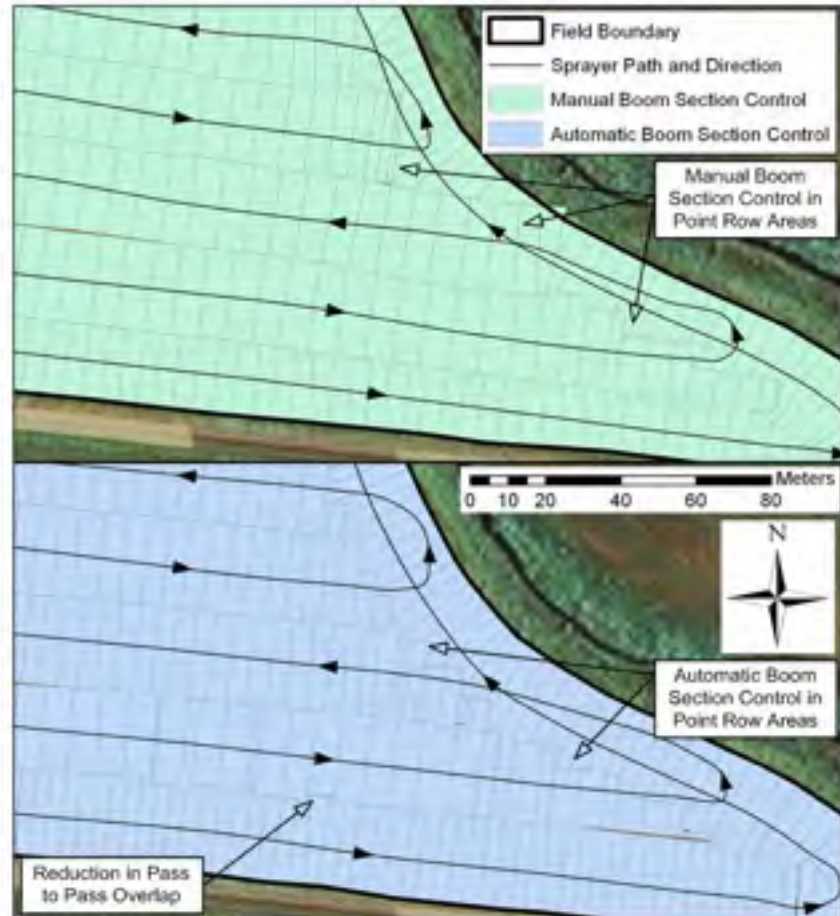 Field Boundary
Sprayer Path and Direction
Manual Boom Section Control
Automatic Boom Section Control
Manual Boom
Section Control in
Point Row Areas
Meters
0 10 20 40 60 80
N
Automatic Boom
Section Control in
Point Row Areas
Reduction in Pass
to Pass Overlap